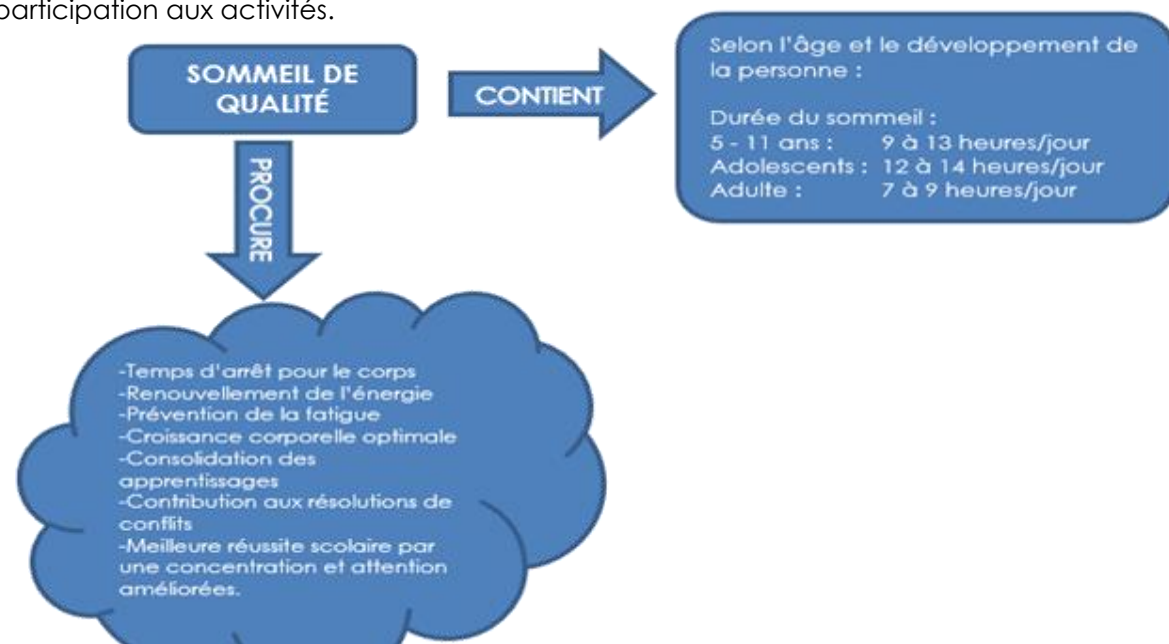 participation aux activités.
SOMMEIL DE
QUALITÉ
CONTIENT
Selon l'âge et le développement de
la personne :
Durée du sommeil :
5 - 11 ans : 9 à 13 heures/jour
Adolescents : 12 à 14 heures/jour
Adulte : 7 à 9 heures/jour
PROCURE
-Temps d'arrêt pour le corps
-Renouvellement de l'énergie
-Prévention de la fatigue
-Croissance corporelle optimale
-Consolidation des
apprentissages
-Contribution aux résolutions de
conflits
-Meilleure réussite scolaire par
une concentration et attention
améliorées.